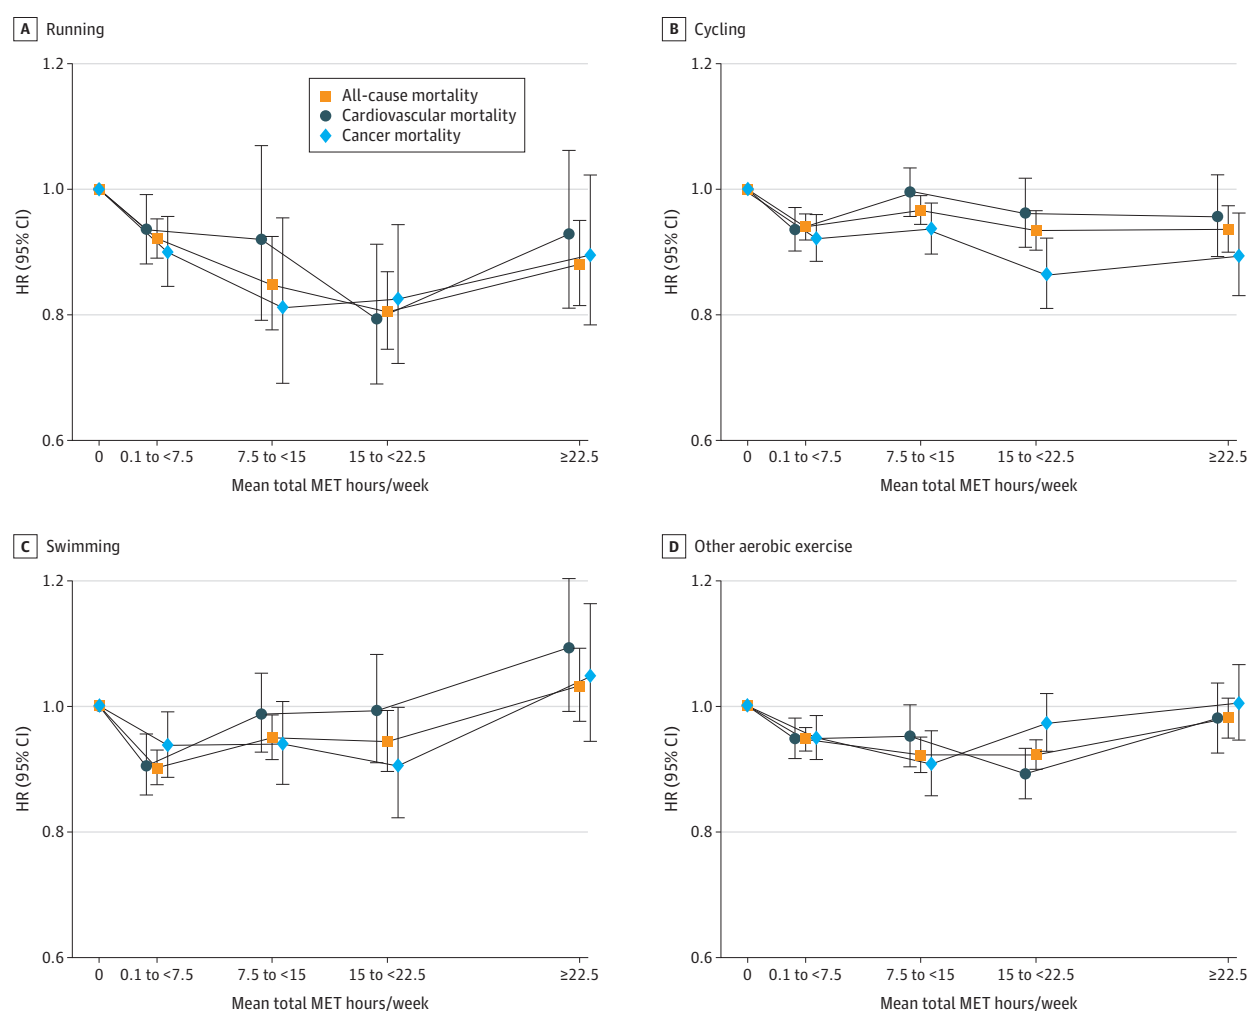 A Running
1.2
1.0
0.8
0.6
HR (95% CI)
All-cause mortality
Cardiovascular mortality
Cancer mortality
0 0.1 to <7.5 7.5 to <15 15 to <22.5 ≥22.5
Mean total MET hours/week
B Cycling
1.2
1.0
0.8
0.6
HR (95% CI)
0 0.1 to <7.5 7.5 to <15 15 to <22.5 ≥22.5
Mean total MET hours/week
C Swimming
1.2
1.0
0.8
0.6
HR (95% CI)
0 0.1 to <7.5 7.5 to <15 15 to <22.5 ≥22.5
Mean total MET hours/week
D Other aerobic exercise
1.2
1.0
0.8
0.6
HR (95% CI)
0 0.1 to <7.5 7.5 to <15 15 to <22.5 ≥22.5
Mean total MET hours/week